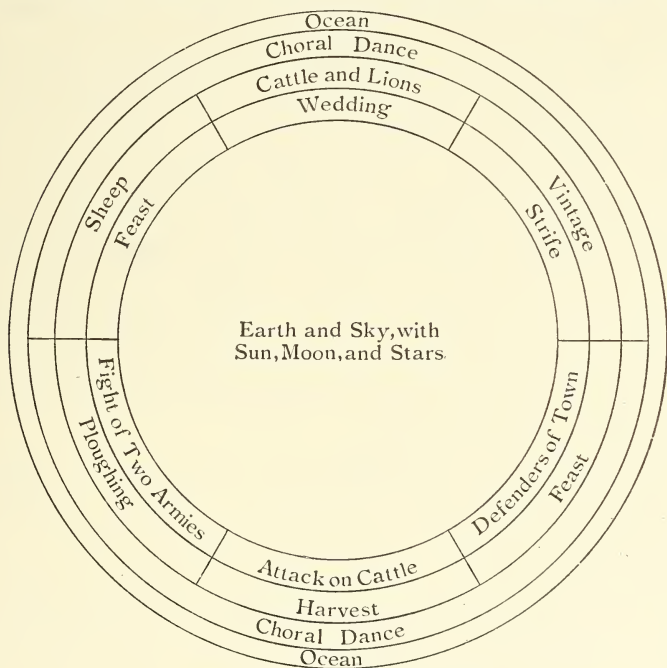 Ocean
Choral Dance
Cattle and Lions
Wedding
Sheep
Feast
Vintage
Strife
Earth and Sky, with
Sun, Moon, and Stars.
Fight of Two Armies
Ploughing
Defenders of Town
Feast
Attack on Cattle
Harvest
Choral Dance
Ocean